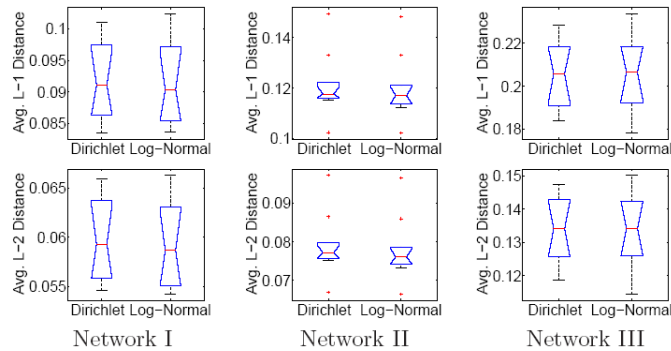 Avg. L-1 Distance
0.1
0.095
0.09
0.085
Dirichlet Log-Normal
Avg. L-1 Distance
0.14
0.12
0.1
Dirichlet Log-Normal
Avg. L-1 Distance
0.22
0.2
0.18
Dirichlet Log-Normal
Avg. L-2 Distance
0.065
0.06
0.055
Dirichlet Log-Normal
Network I
Avg. L-2 Distance
0.09
0.08
0.07
Dirichlet Log-Normal
Network II
Avg. L-2 Distance
0.15
0.14
0.13
0.12
Dirichlet Log-Normal
Network III